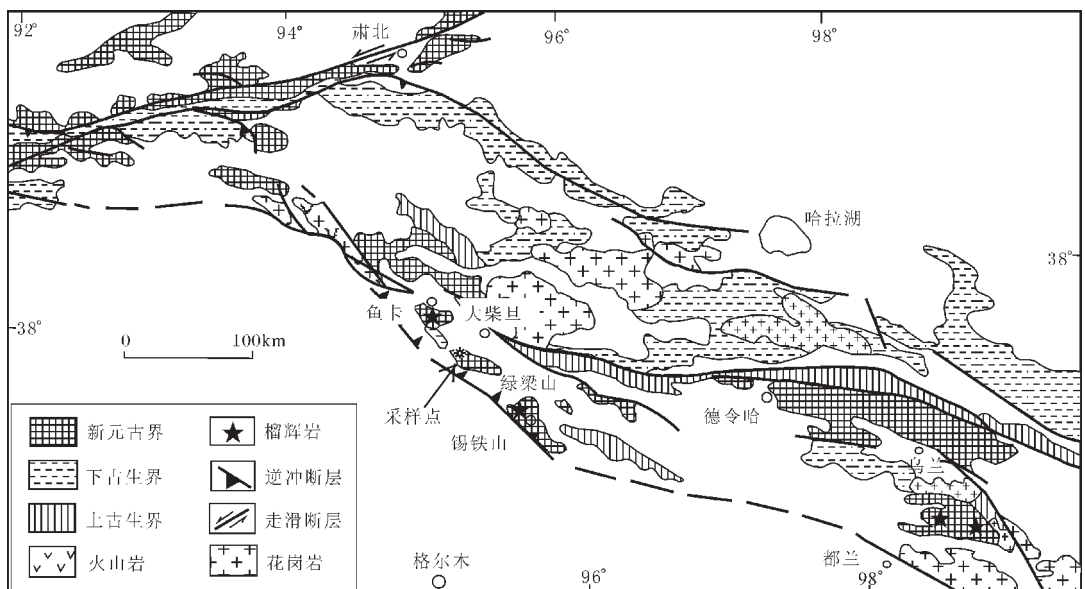 92°
94°
96°
98°
肃北
哈拉湖
38°
鱼卡
大柴旦
38°
0
100km
绿梁山
采样点
德令哈
锡铁山
乌兰
新元古界
榴辉岩
下古生界
逆冲断层
上古生界
走滑断层
火山岩
花岗岩
格尔木
都兰
96°
98°